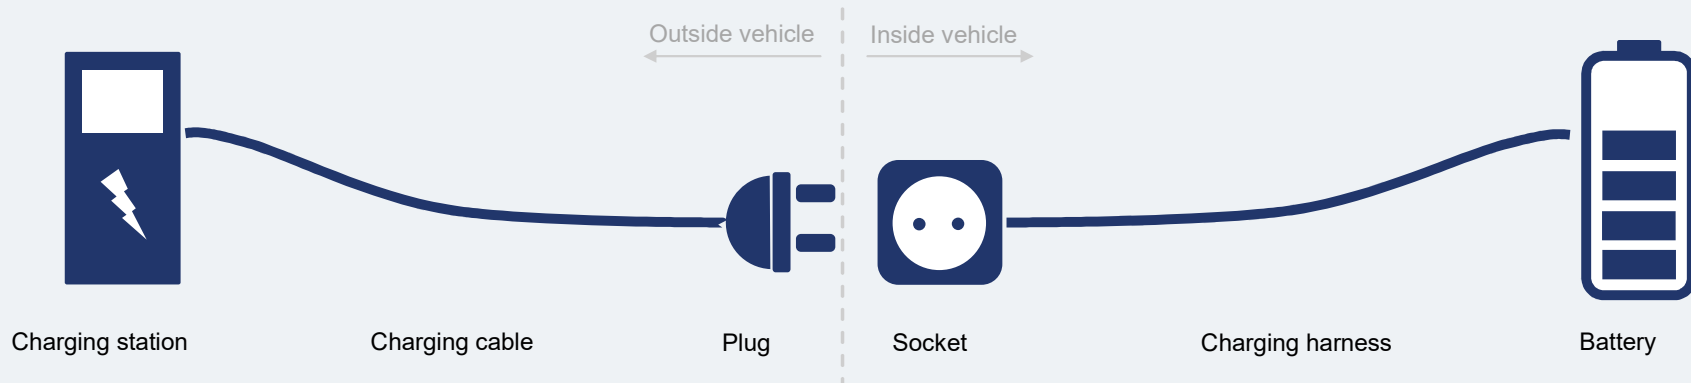 Outside vehicle
Inside vehicle
Charging station
Charging cable
Plug
Socket
Charging harness
Battery